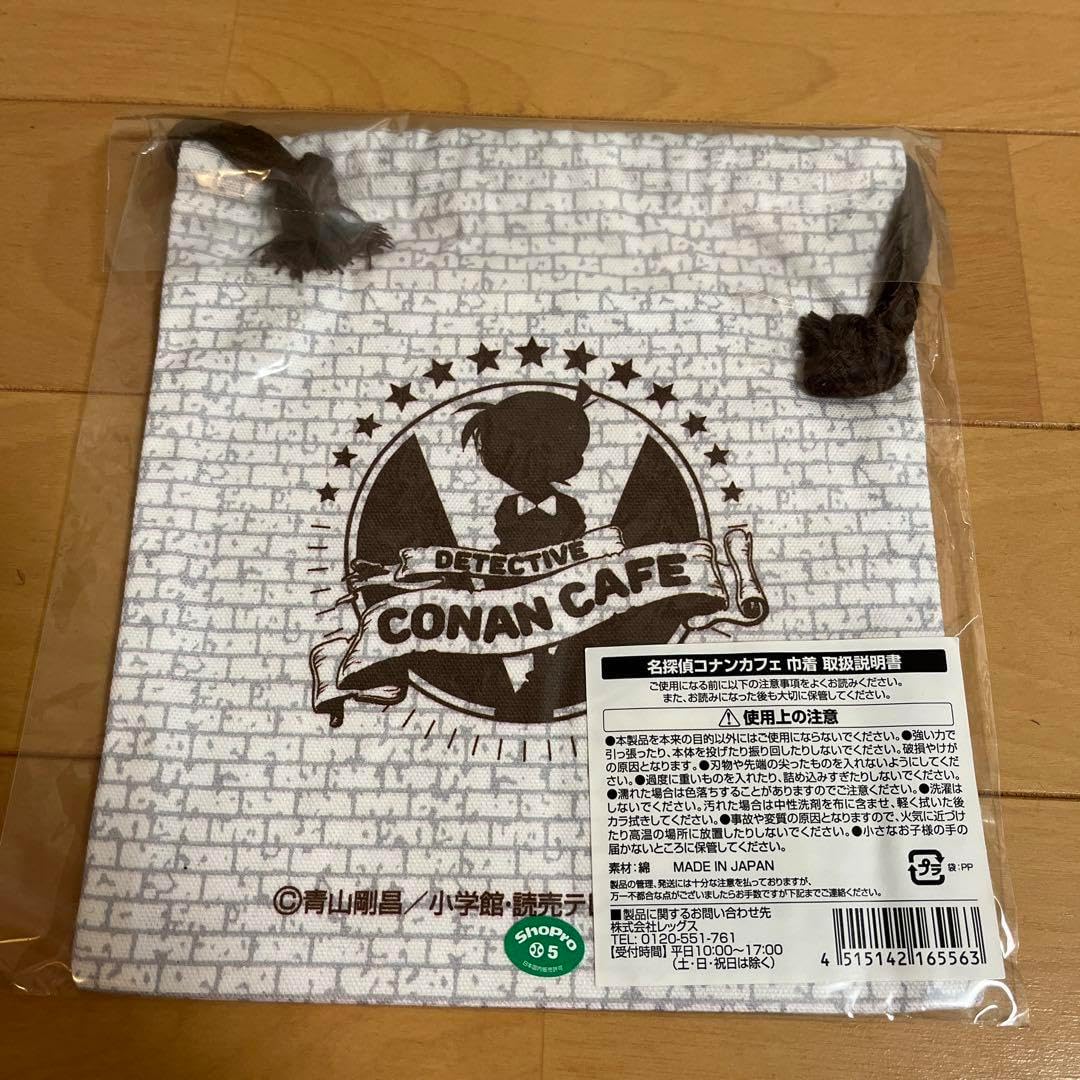 DETECTIVE
CONAN CAFE
名探偵コナンカフェ 巾着 取扱説明書
ご使用になる前に以下の注意事項をよくお読みください。
また、お読みになった後も大切に保管してください。
⚠使用上の注意
●本製品を本来の目的以外にはご使用にならないでください。●強い力で
引っ張ったり、本体を投げたり振り回したりしないでください。破損やけが
の原因となります。●刃物や先端の尖ったものを入れないようにしてくだ
さい。●過度に重いものを入れたり、詰め込みすぎたりしないでください。
●濡れた場合は色落ちすることがありますのでご注意ください。●洗濯は
しないでください。汚れた場合は中性洗剤を布に含ませ、軽く拭いた後
カラ拭きしてください。●事故や変質の原因となりますので、火気に近づけ
たり高温の場所に放置したりしないでください。●小さなお子様の手の
届かないところに保管してください。
素材:綿 MADE IN JAPAN
プラ 袋:PP
製品の管理、発送には十分な注意を払っておりますが、
万一不都合な点がございましたらお手数ですが下記までご連絡ください。
■製品に関するお問い合わせ先
株式会社レッグス
TEL: 0120-551-761
【受付時間】平日10:00〜17:00
(土・日・祝日は除く)
4 515142 165563
©青山剛昌/小学館・読売テレ
ShoPro
5
日本国内販売許可